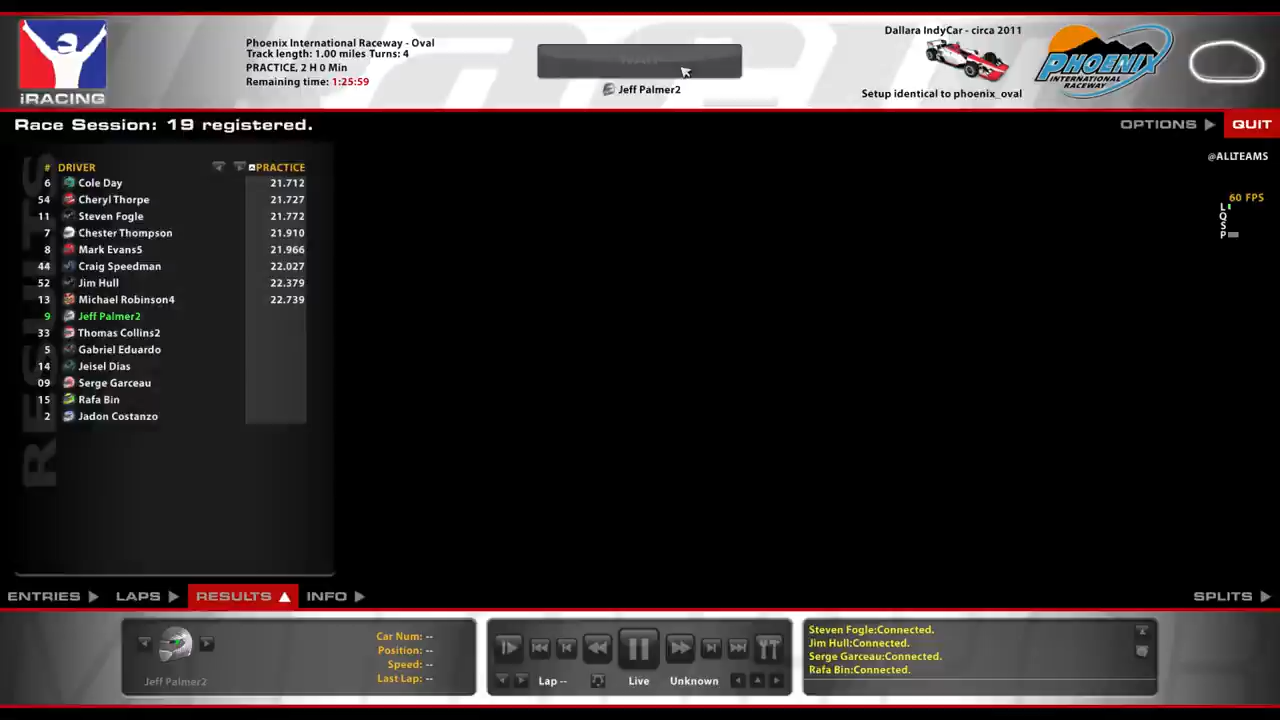 iRACING
Phoenix International Raceway - Oval
Track length: 1.00 miles Turns: 4
PRACTICE, 2 H 0 Min
Remaining time: 1:25:59
Jeff Palmer2
Dallara IndyCar - circa 2011
Setup identical to phoenix_oval
PHOENIX
INTERNATIONAL
RACEWAY
Race Session: 19 registered.
OPTIONS
QUIT
@ALLTEAMS
60 FPS
L
Q
S
P
RESULTS
# DRIVER PRACTICE
6 Cole Day 21.712
54 Cheryl Thorpe 21.727
11 Steven Fogle 21.772
7 Chester Thompson 21.910
8 Mark Evans5 21.966
44 Craig Speedman 22.027
52 Jim Hull 22.379
13 Michael Robinson4 22.739
9 Jeff Palmer2
33 Thomas Collins2
5 Gabriel Eduardo
14 Jeisel Dias
09 Serge Garceau
15 Rafa Bin
2 Jadon Costanzo
ENTRIES LAPS RESULTS INFO SPLITS
Jeff Palmer2
Car Num: --
Position: --
Speed: --
Last Lap: --
Lap -- Live Unknown
Steven Fogle:Connected.
Jim Hull:Connected.
Serge Garceau:Connected.
Rafa Bin:Connected.